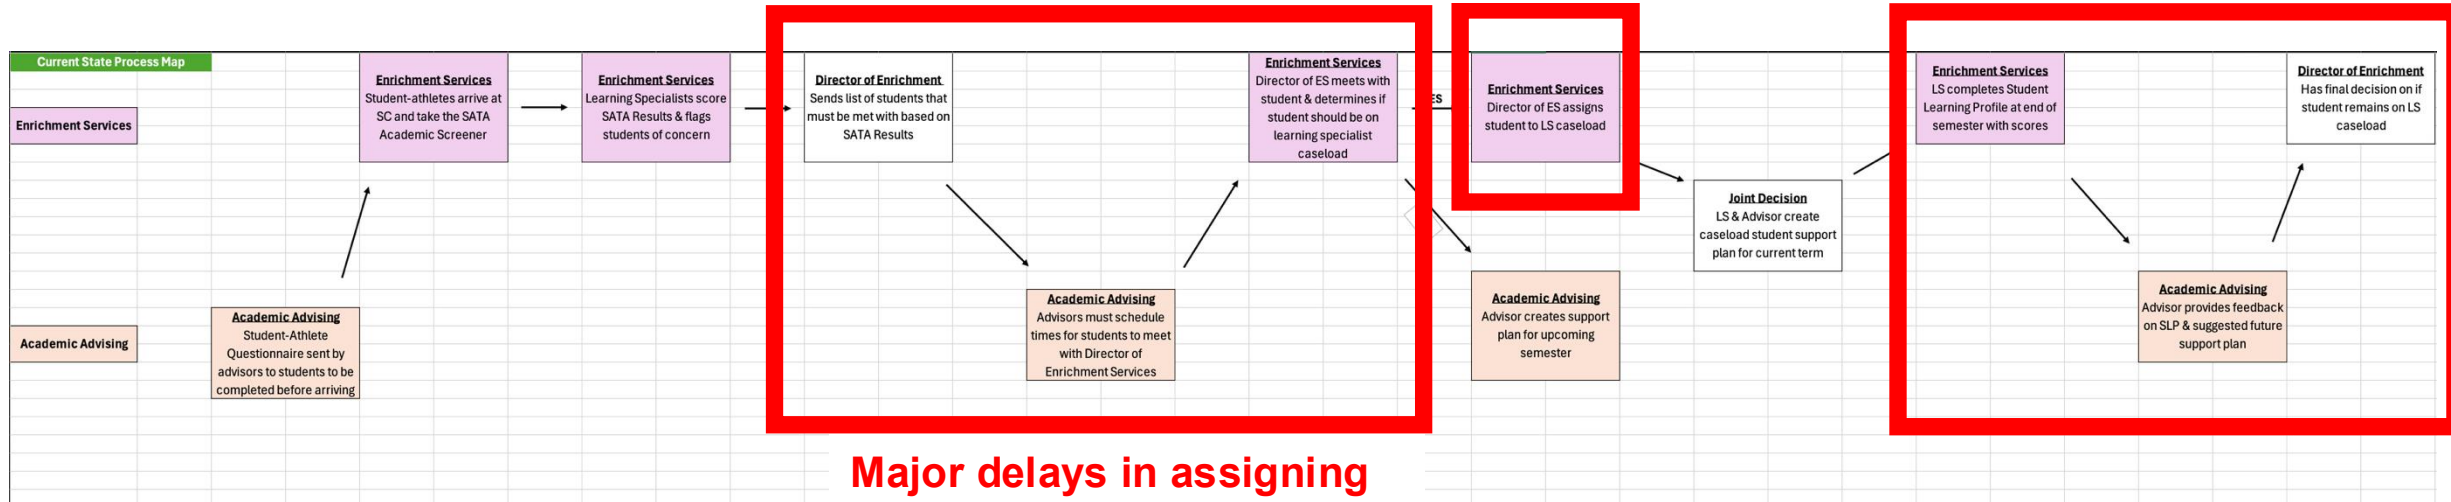 Current State Process Map
Enrichment Services
Academic Advising
Academic Advising
Student-Athlete
Questionnaire sent by
advisors to students to be
completed before arriving
Enrichment Services
Student-athletes arrive at
SC and take the SATA
Academic Screener
Enrichment Services
Learning Specialists score
SATA Results & flags
students of concern
Director of Enrichment
Sends list of students that
must be met with based on
SATA Results
Academic Advising
Advisors must schedule
times for students to meet
with Director of
Enrichment Services
Enrichment Services
Director of ES meets with
student & determines if
student should be on
learning specialist
caseload
ES
Enrichment Services
Director of ES assigns
student to LS caseload
Academic Advising
Advisor creates support
plan for upcoming
semester
Joint Decision
LS & Advisor create
caseload student support
plan for current term
Enrichment Services
LS completes Student
Learning Profile at end of
semester with scores
Academic Advising
Advisor provides feedback
on SLP & suggested future
support plan
Director of Enrichment
Has final decision on if
student remains on LS
caseload
Major delays in assigning